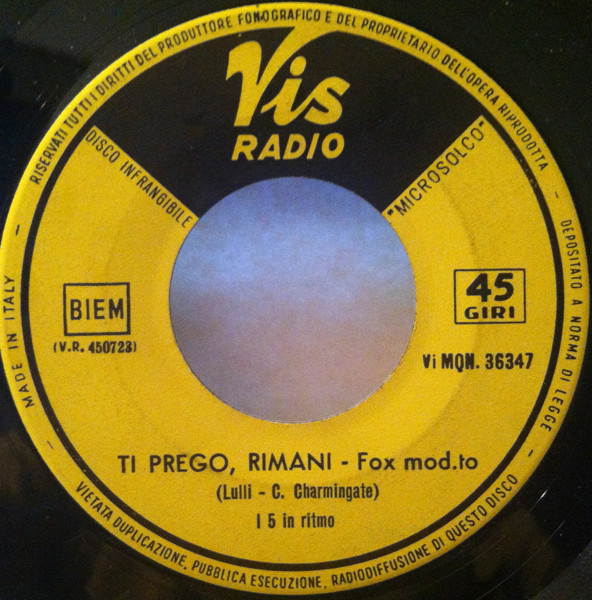 RISERVATI TUTTI I DIRITTI DEL PRODUTTORE FONOGRAFICO E DEL PROPRIETARIO DELL'OPERA RIPRODOTTA
Vis
RADIO
DISCO INFRANGIBILE
"MICROSOLCO"
BIEM
(V.R. 450723)
45
GIRI
Vi MQN. 36347
TI PREGO, RIMANI - Fox mod.to
(Lulli - C. Charmingate)
I 5 in ritmo
MADE IN ITALY
DEPOSITATO A NORMA DI LEGGE
VIETATA DUPLICAZIONE, PUBBLICA ESECUZIONE, RADIODIFFUSIONE DI QUESTO DISCO